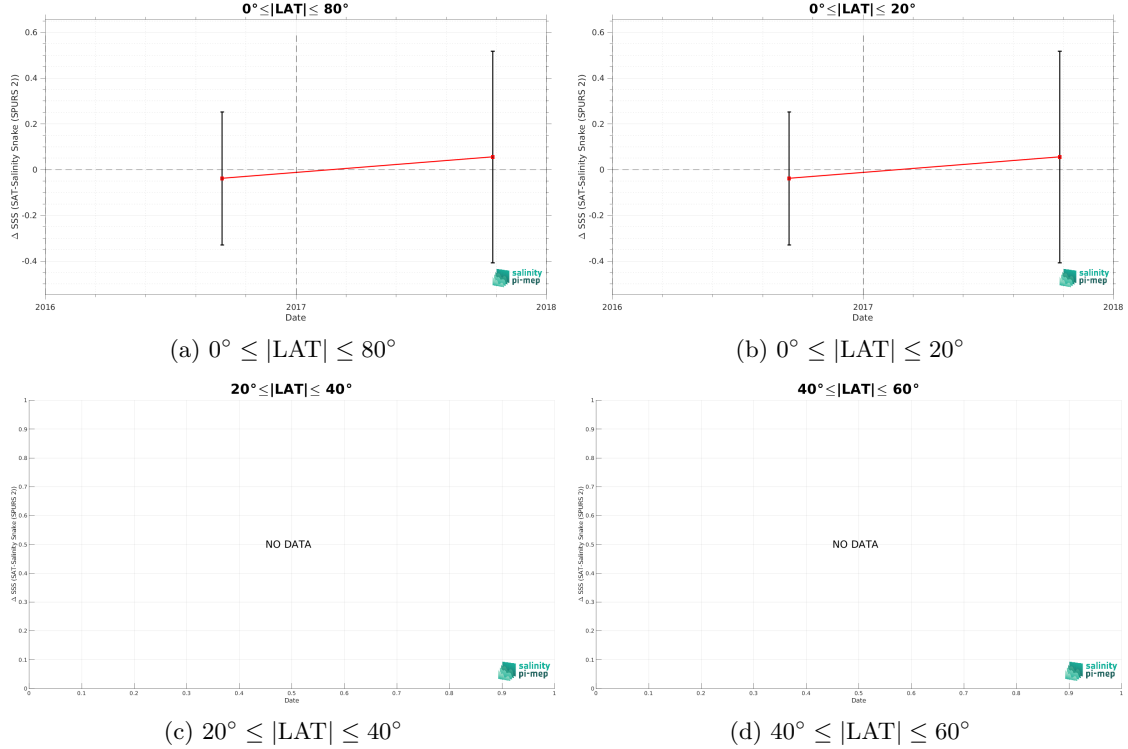 0°≤|LAT|≤ 80°
Δ SSS (SAT-Salinity Snake (SPURS 2))
0.6
0.4
0.2
0
-0.2
-0.4
salinity
pi-mep
2016
2017
2018
Date
(a) 0° ≤ |LAT| ≤ 80°
0°≤|LAT|≤ 20°
Δ SSS (SAT-Salinity Snake (SPURS 2))
0.6
0.4
0.2
0
-0.2
-0.4
salinity
pi-mep
2016
2017
2018
Date
(b) 0° ≤ |LAT| ≤ 20°
20°≤|LAT|≤ 40°
Δ SSS (SAT-Salinity Snake (SPURS 2))
1
0.9
0.8
0.7
0.6
0.5
0.4
0.3
0.2
0.1
0
NO DATA
salinity
pi-mep
0 0.1 0.2 0.3 0.4 0.5 0.6 0.7 0.8 0.9 1
Date
(c) 20° ≤ |LAT| ≤ 40°
40°≤|LAT|≤ 60°
Δ SSS (SAT-Salinity Snake (SPURS 2))
1
0.9
0.8
0.7
0.6
0.5
0.4
0.3
0.2
0.1
0
NO DATA
salinity
pi-mep
0 0.1 0.2 0.3 0.4 0.5 0.6 0.7 0.8 0.9 1
Date
(d) 40° ≤ |LAT| ≤ 60°